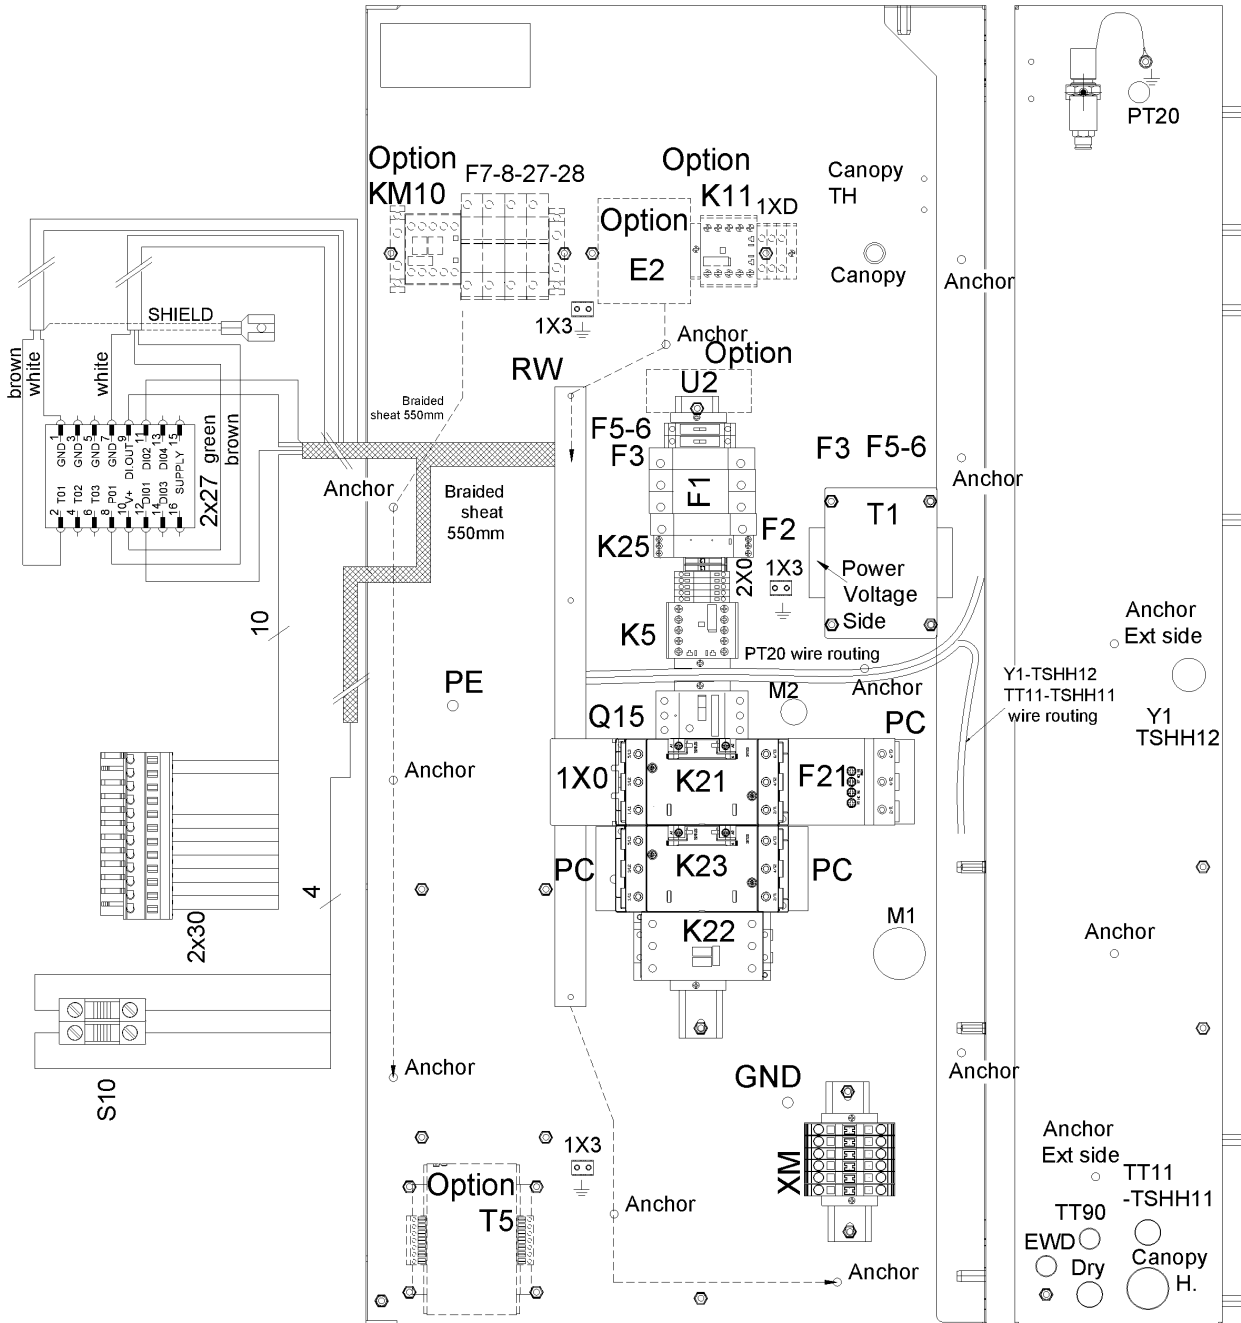 PT20
Option
KM10
F7-8-27-28
Option
K11
1XD
Canopy
TH
Option
E2
Canopy
Anchor
SHIELD
1X3
Anchor
Option
U2
RW
brown
white
white
Braided
sheat 550mm
F5-6
F3
F1
F3
F5-6
GND 1
GND 3
GND 5
GND 7
DI.OUT 9
DI02 11
DI04 13
SUPPLY 15
2 T01
4 T02
6 T03
8 P01
10 V+
12 DI01
14 DI03
16
2x27
green
brown
Anchor
Braided
sheat
550mm
Anchor
T1
F2
K25
2X0
1X3
Power
Voltage
Side
10
K5
PT20 wire routing
Anchor
Ext side
PE
M2
Anchor
Y1-TSHH12
TT11-TSHH11
wire routing
Q15
PC
Y1
TSHH12
Anchor
1X0
K21
F21
PC
K23
PC
4
2x30
K22
M1
Anchor
Anchor
Anchor
S10
GND
1X3
XM
Anchor
Ext side
Option
T5
Anchor
TT11
-TSHH11
TT90
EWD
Dry
Canopy
H.
Anchor